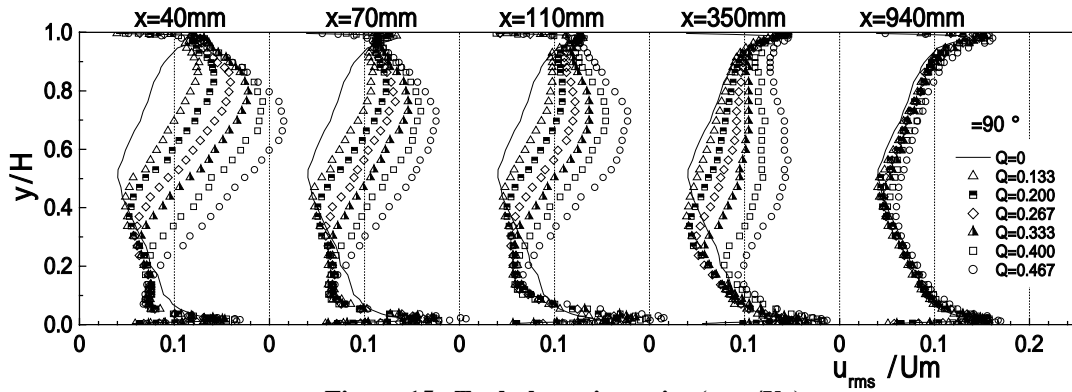 x=40mm x=70mm x=110mm x=350mm x=940mm
1.0
0.8
0.6
0.4
0.2
0.0
y/H
=90 °
Q=0
Q=0.133
Q=0.200
Q=0.267
Q=0.333
Q=0.400
Q=0.467
0 0.1 0 0.1 0 0.1 0 0.1 0 0.1 0.2
u rms /Um